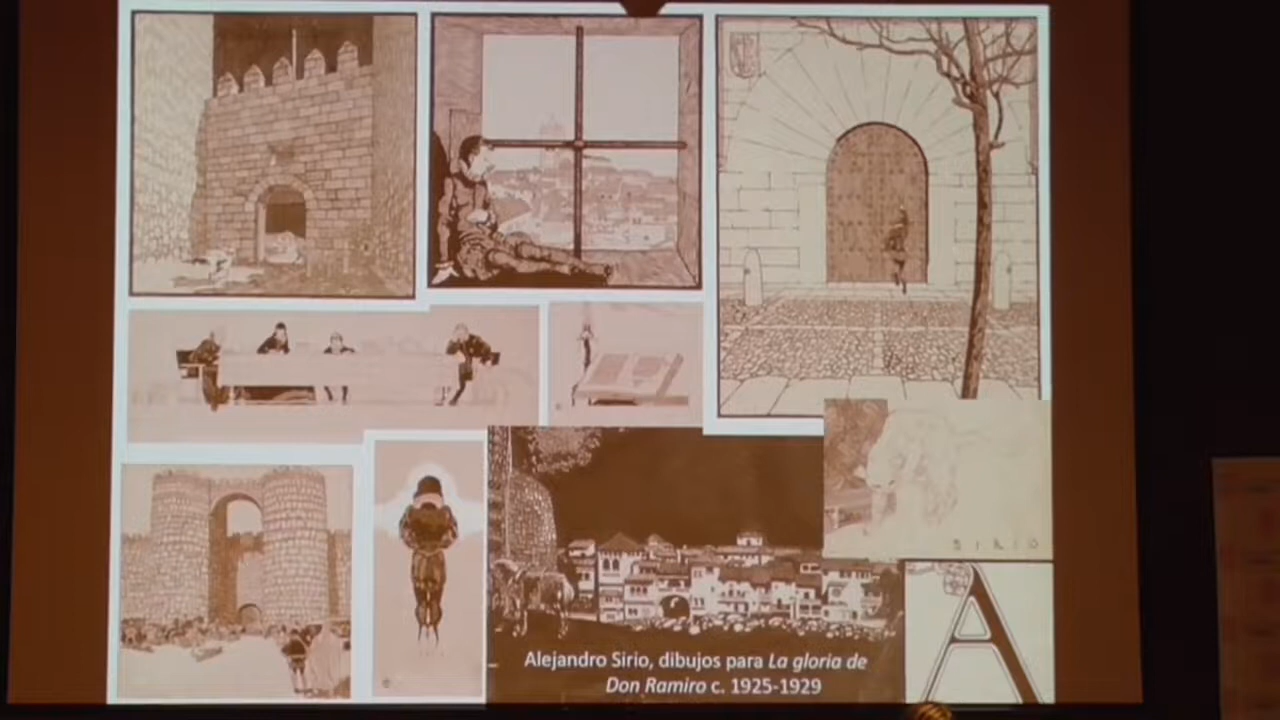 SIRIO
A
Alejandro Sirio, dibujos para La gloria de
Don Ramiro c. 1925-1929